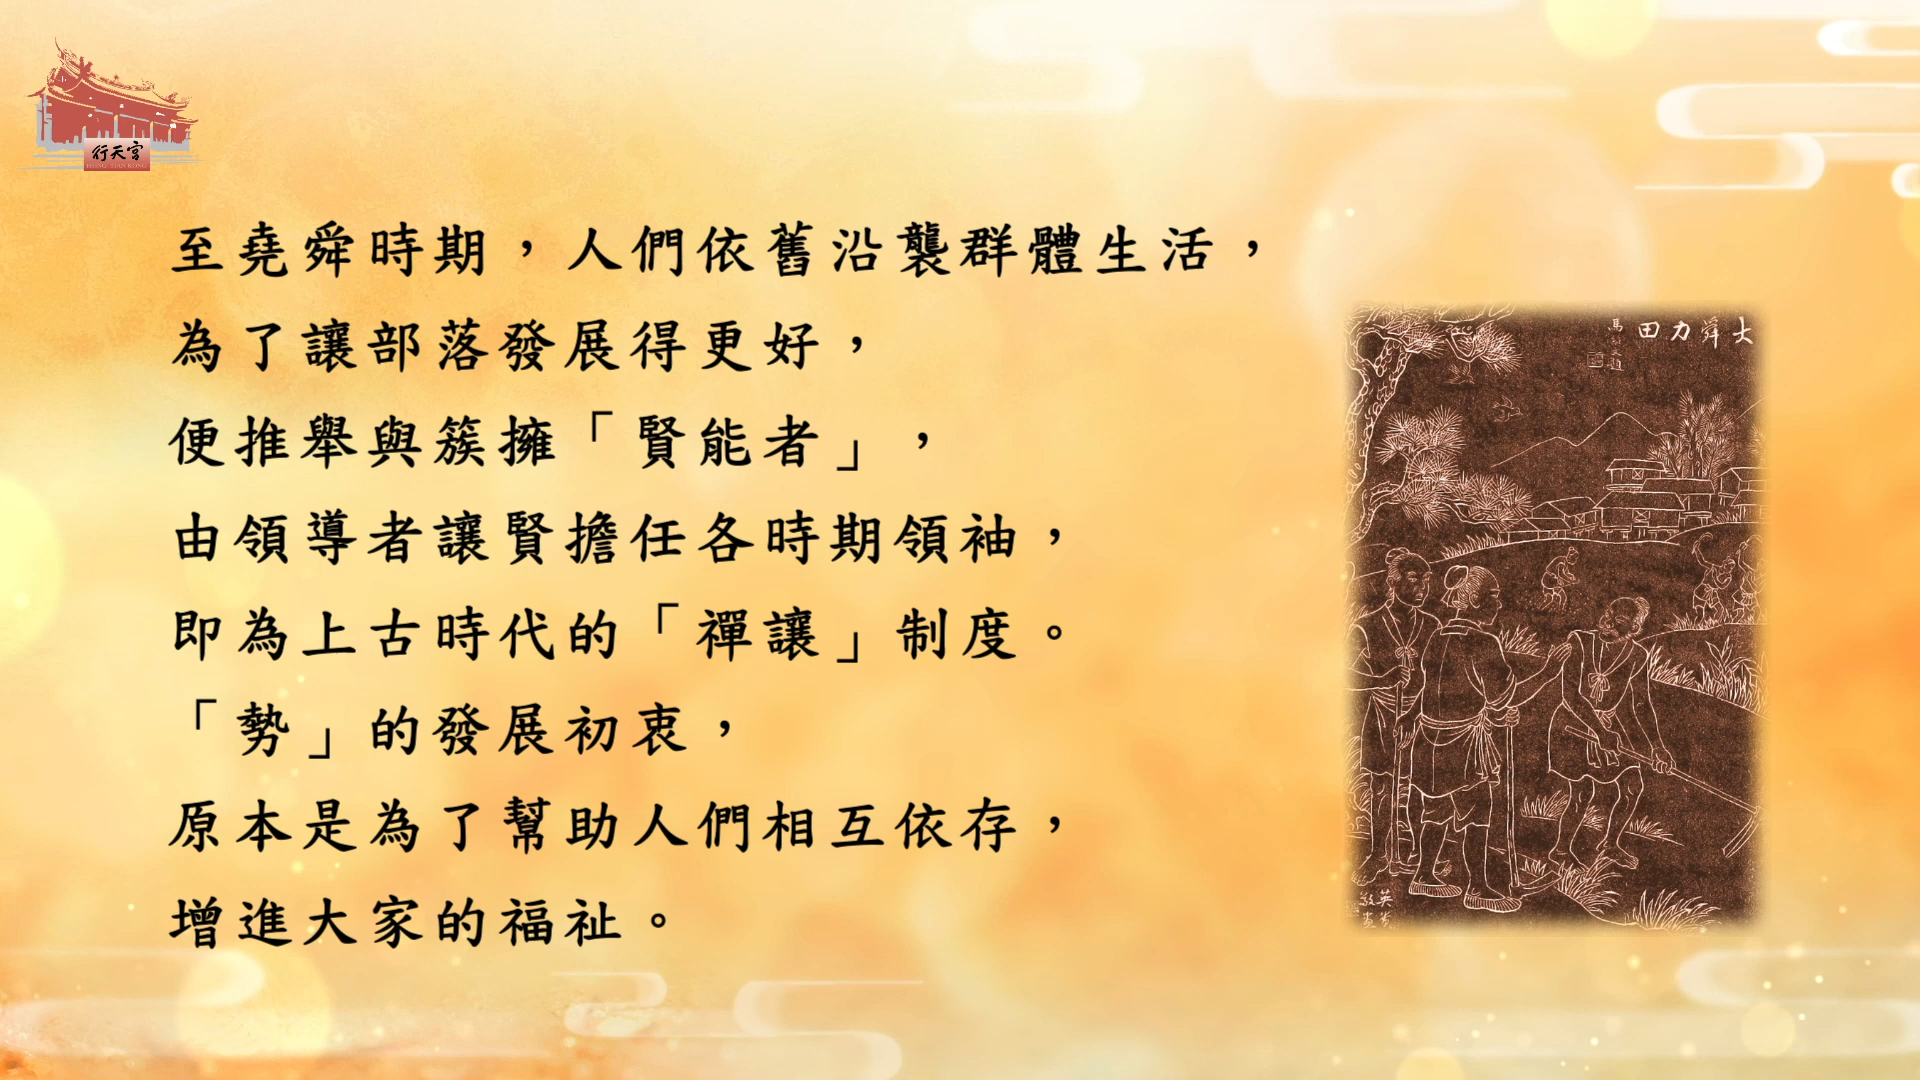 行天宮
至堯舜時期，人們依舊沿襲群體生活，
為了讓部落發展得更好，
便推舉與簇擁「賢能者」，
由領導者讓賢擔任各時期領袖，
即為上古時代的「禪讓」制度。
「勢」的發展初衷，
原本是為了幫助人們相互依存，
增進大家的福祉。
大舜力田